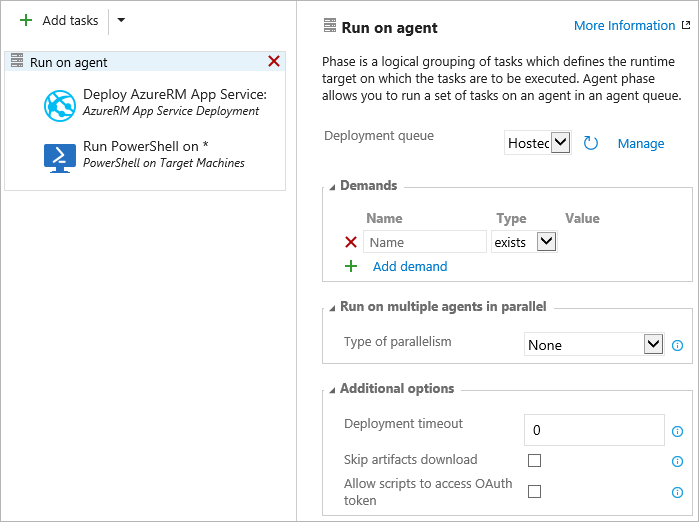 Add tasks
Run on agent
Deploy AzureRM App Service:
AzureRM App Service Deployment
Run PowerShell on *
PowerShell on Target Machines
Run on agent
More Information
Phase is a logical grouping of tasks which defines the runtime
target on which the tasks are to be executed. Agent phase
allows you to run a set of tasks on an agent in an agent queue.
Deployment queue
Hosted
Manage
Demands
Name Type Value
Name exists
Add demand
Run on multiple agents in parallel
Type of parallelism None
Additional options
Deployment timeout 0
Skip artifacts download
Allow scripts to access OAuth
token